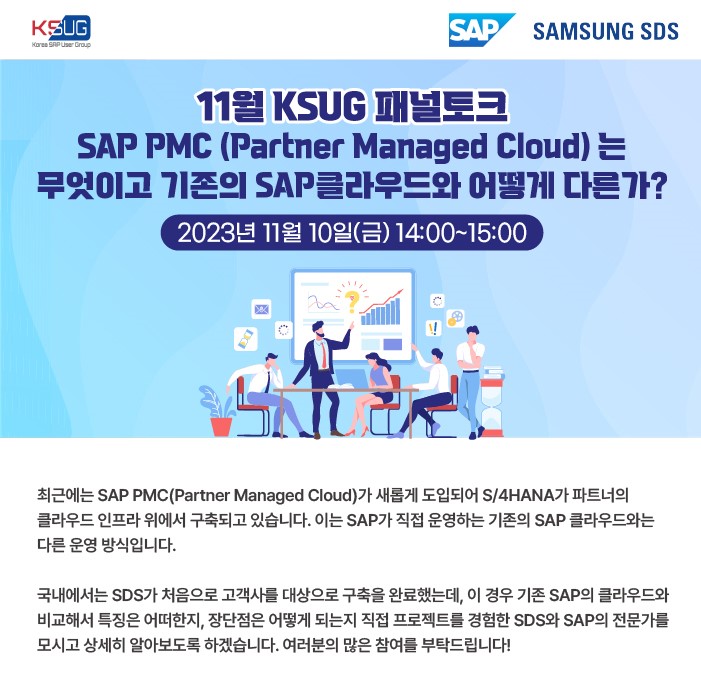 KSUG
Korea SAP User Group
SAP
SAMSUNG SDS
11월 KSUG 패널토크
SAP PMC (Partner Managed Cloud) 는
무엇이고 기존의 SAP클라우드와 어떻게 다른가?
2023년 11월 10일(금) 14:00~15:00
?
!!
최근에는 SAP PMC(Partner Managed Cloud)가 새롭게 도입되어 S/4HANA가 파트너의
클라우드 인프라 위에서 구축되고 있습니다. 이는 SAP가 직접 운영하는 기존의 SAP 클라우드와는
다른 운영 방식입니다.
국내에서는 SDS가 처음으로 고객사를 대상으로 구축을 완료했는데, 이 경우 기존 SAP의 클라우드와
비교해서 특징은 어떠한지, 장단점은 어떻게 되는지 직접 프로젝트를 경험한 SDS와 SAP의 전문가를
모시고 상세히 알아보도록 하겠습니다. 여러분의 많은 참여를 부탁드립니다!